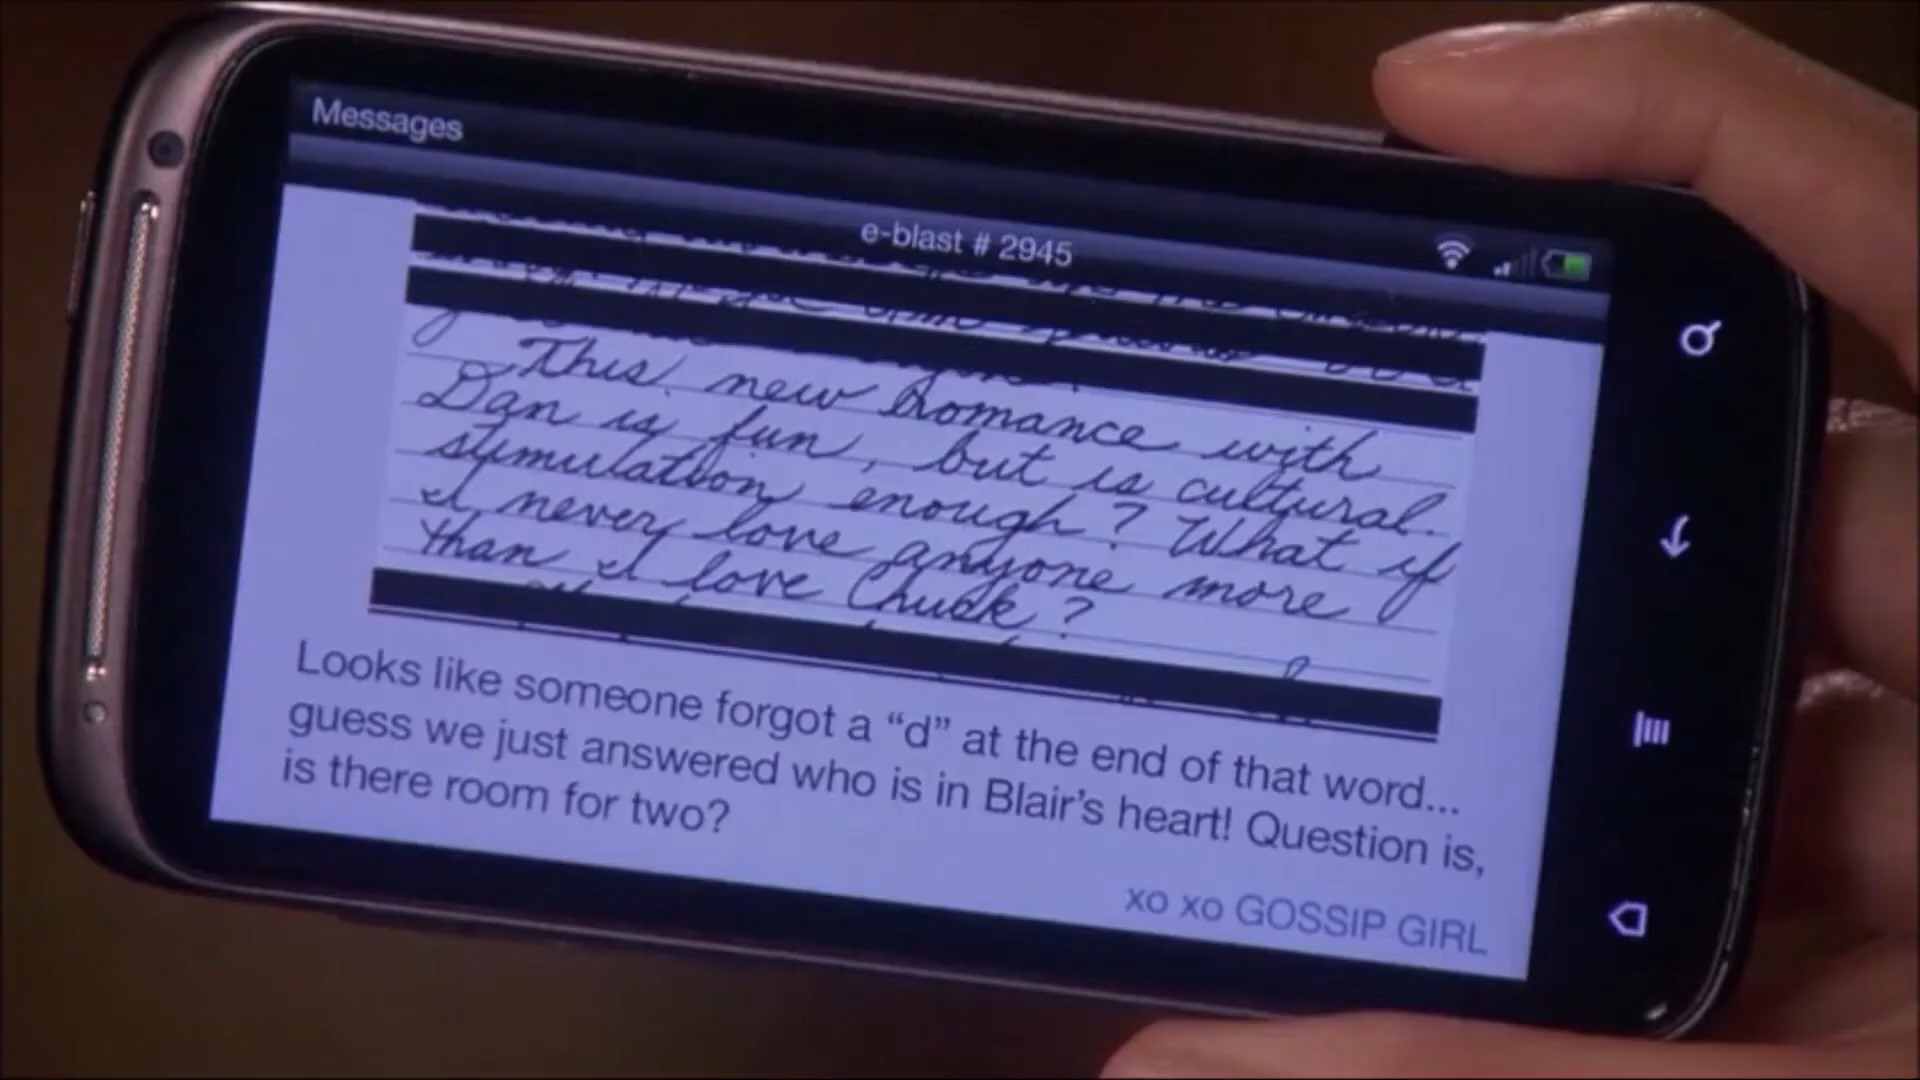 Messages
e-blast # 2945
This new romance with
Dan is fun, but is cultural
stimulation enough? What if
I never love anyone more
than I love Chuck?
Looks like someone forgot a “d” at the end of that word...
guess we just answered who is in Blair’s heart! Question is,
is there room for two?
xo xo GOSSIP GIRL